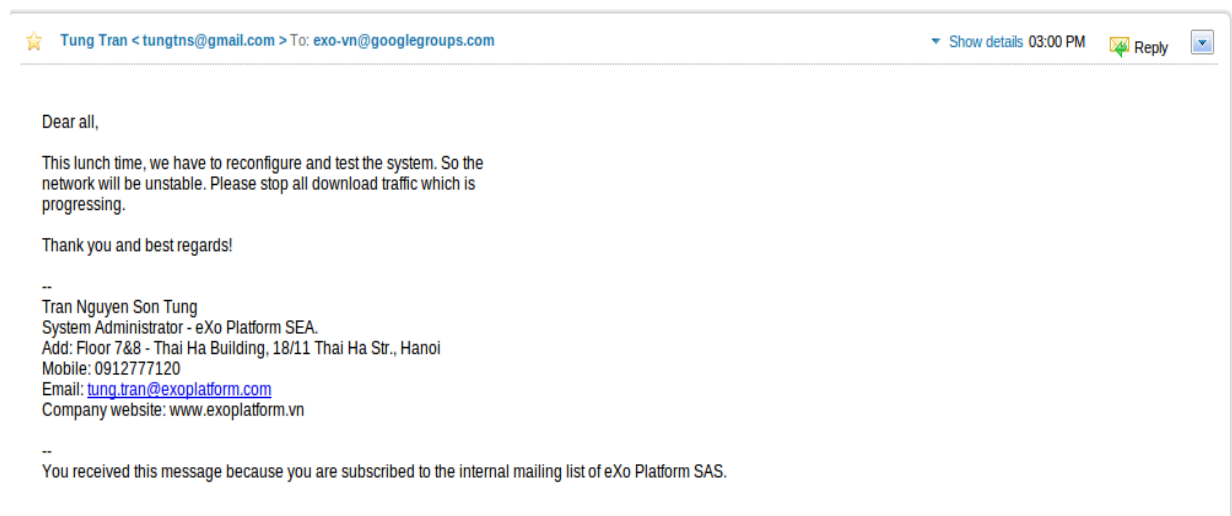 Tung Tran < tungtns@gmail.com > To: exo-vn@googlegroups.com Show details 03:00 PM Reply
Dear all,
This lunch time, we have to reconfigure and test the system. So the
network will be unstable. Please stop all download traffic which is
progressing.
Thank you and best regards!
--
Tran Nguyen Son Tung
System Administrator - eXo Platform SEA.
Add: Floor 7&8 - Thai Ha Building, 18/11 Thai Ha Str., Hanoi
Mobile: 0912777120
Email: tung.tran@exoplatform.com
Company website: www.exoplatform.vn
--
You received this message because you are subscribed to the internal mailing list of eXo Platform SAS.